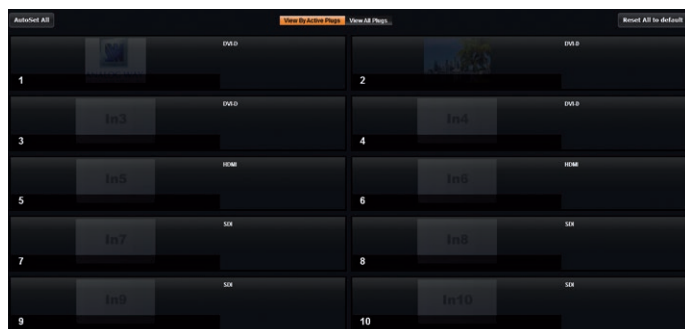 AutoSet All View By Active Plugs View All Plugs Reset All to default
DVI-D DVI-D
1 2
DVI-D DVI-D
In3 In4
3 4
HDMI HDMI
In5 In6
5 6
SDI SDI
In7 In8
7 8
SDI SDI
In9 In10
9 10